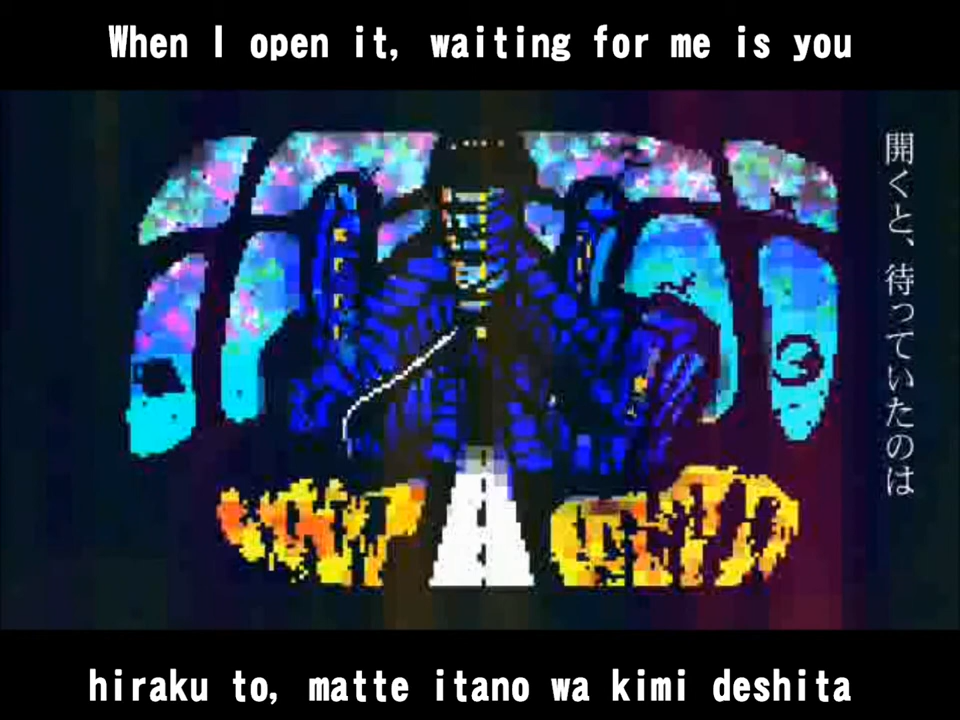 When I open it, waiting for me is you
開くと、待っていたのは
hiraku to, matte itano wa kimi deshita